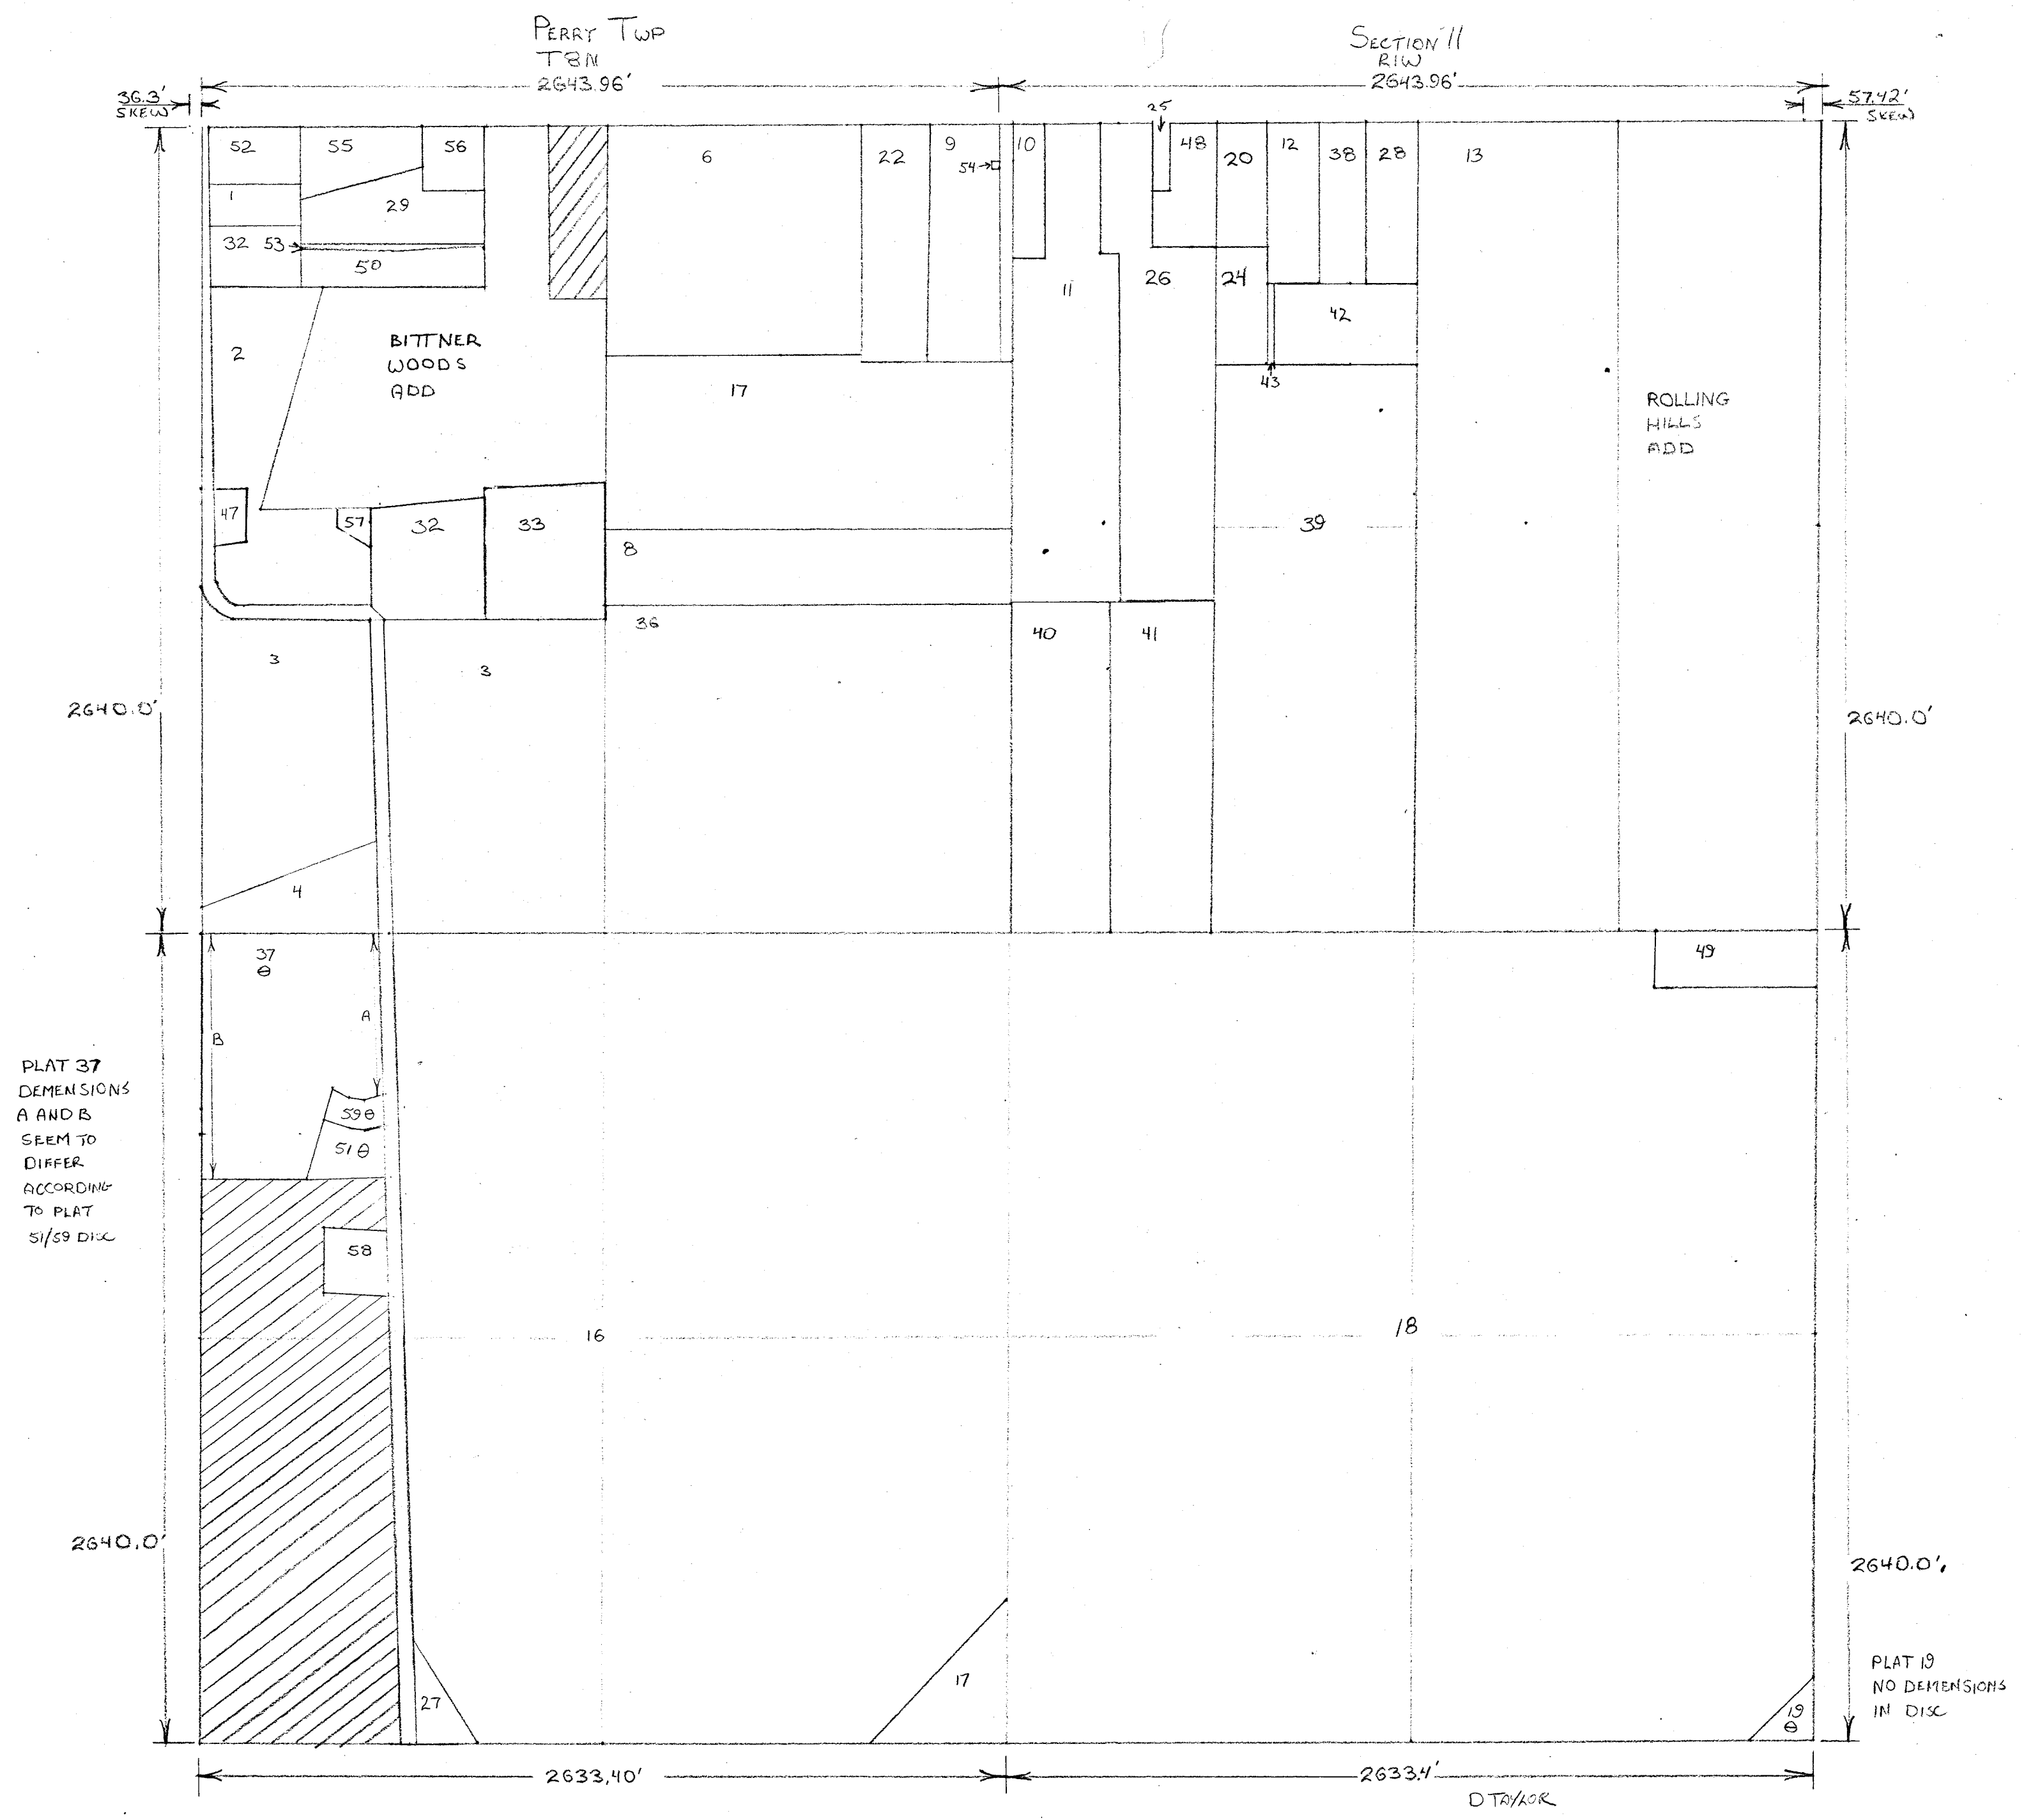 PERRY TWP
T8N
SECTION 11
R1W
2643.96'
2643.96'
36.3'
SKEW
57.42'
SKEW
25
52
55
56
6
22
9
54
10
48
20
12
38
28
13
1
29
32
53
50
11
26
24
42
43
2
BITTNER
WOODS
ADD
17
ROLLING
HILLS
ADD
47
57
32
33
8
39
36
40
41
3
3
2640.0'
2640.0'
4
37
θ
49
A
B
PLAT 37
DEMENSIONS
A AND B
SEEM TO
DIFFER
ACCORDING
TO PLAT
51/59 DISC
59 θ
51 θ
58
16
18
2640.0'
2640.0'
27
17
19
θ
PLAT 19
NO DEMENSIONS
IN DISC
2633.40'
2633.4'
D TAYLOR